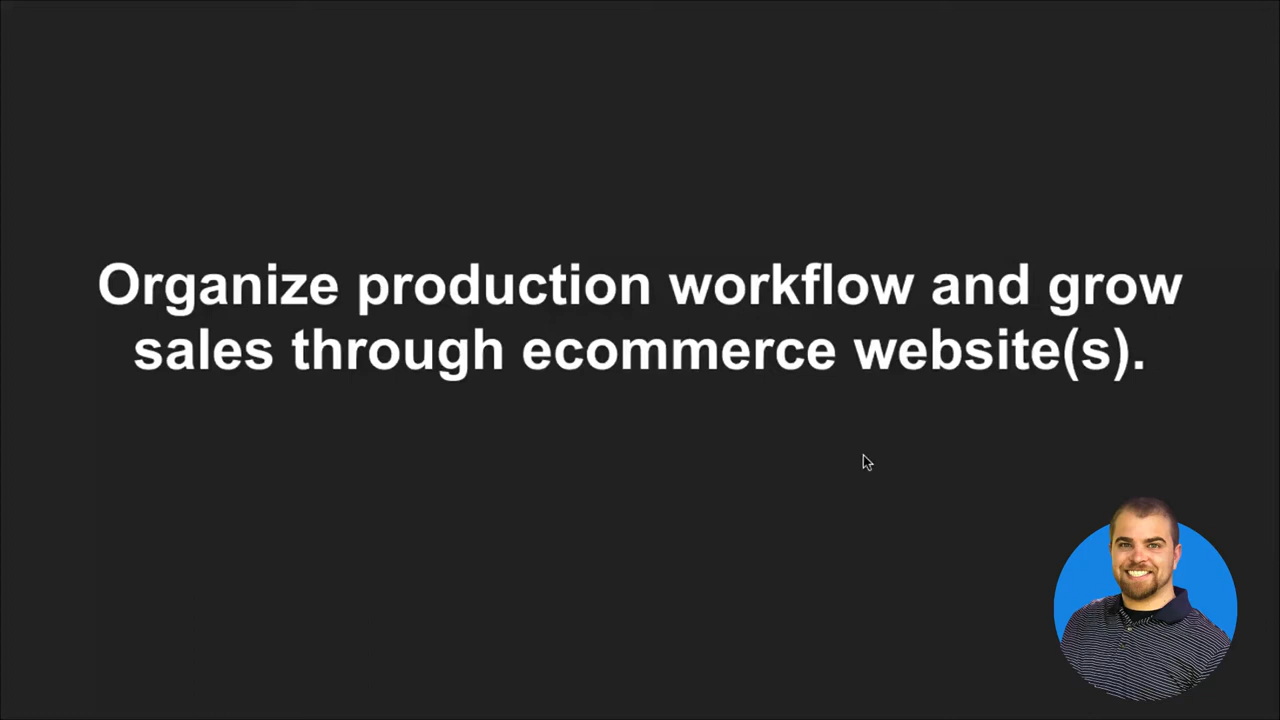 Organize production workflow and grow
sales through ecommerce website(s).